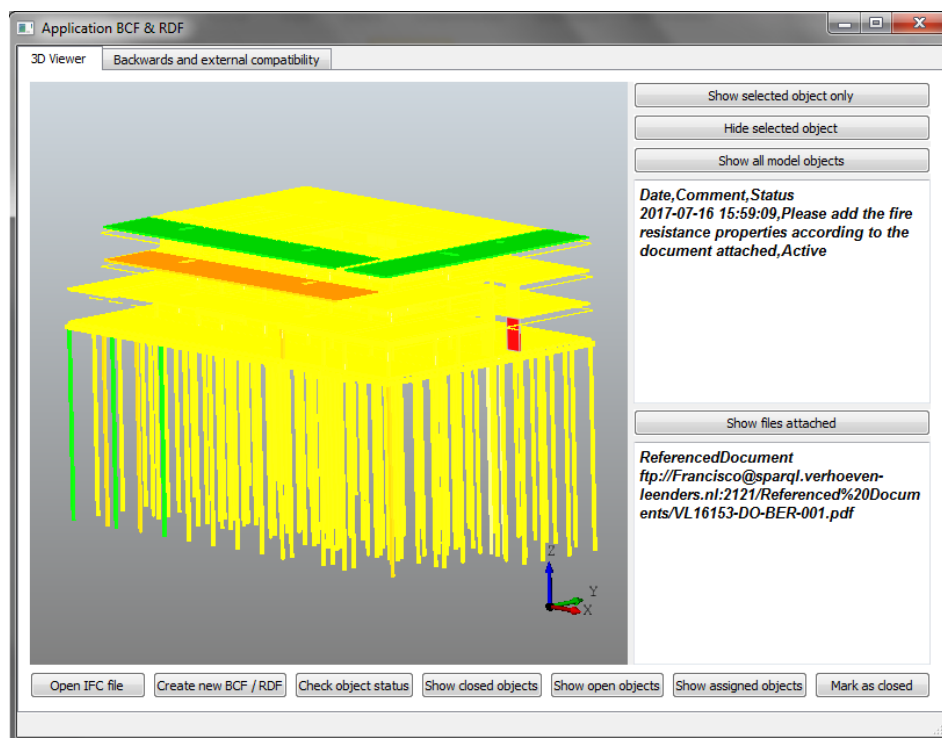 Application BCF & RDF
3D Viewer
Backwards and external compatibility
Show selected object only
Hide selected object
Show all model objects
Date,Comment,Status
2017-07-16 15:59:09,Please add the fire
resistance properties according to the
document attached,Active
Show files attached
ReferencedDocument
ftp://Francisco@sparql.verhoeven-
leenders.nl:2121/Referenced%20Docum
ents/VL16153-DO-BER-001.pdf
Z
Y
X
Open IFC file
Create new BCF / RDF
Check object status
Show closed objects
Show open objects
Show assigned objects
Mark as closed